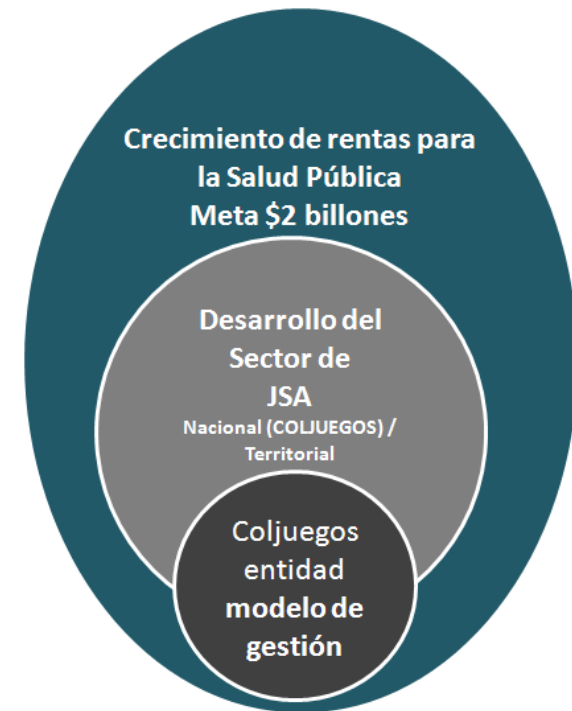 Crecimiento de rentas para
la Salud Pública
Meta $2 billones
Desarrollo del
Sector de
JSA
Nacional (COLJUEGOS) /
Territorial
Coljuegos
entidad
modelo de
gestión